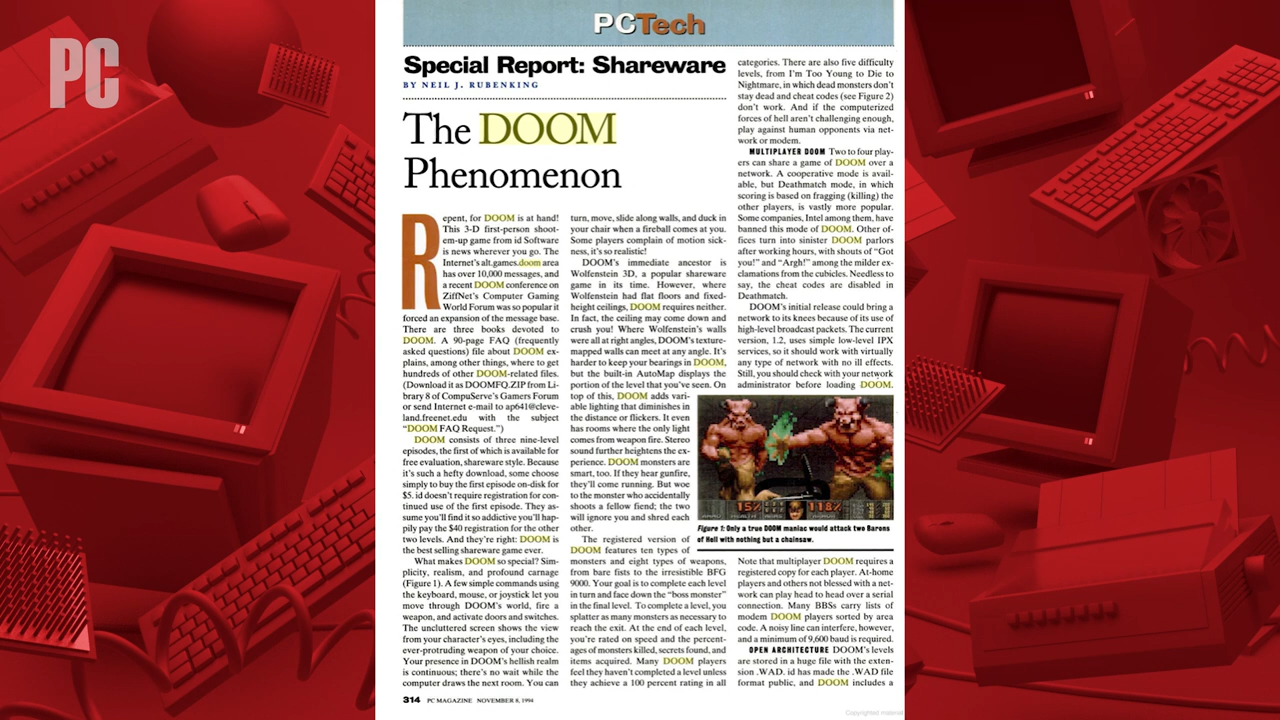 PC
PCTech
Special Report: Shareware
BY NEIL J. RUBENKING
The DOOM
Phenomenon
Repent, for DOOM is at hand!
This 3-D first-person shoot-
em-up game from id Software
is news wherever you go. The
Internet's alt.games.doom area
has over 10,000 messages, and
a recent DOOM conference on
ZiffNet's Computer Gaming
World Forum was so popular it
forced an expansion of the message base.
There are three books devoted to
DOOM. A 90-page FAQ (frequently
asked questions) file about DOOM ex-
plains, among other things, where to get
hundreds of other DOOM-related files.
(Download it as DOOMFQ.ZIP from Li-
brary 8 of CompuServe's Gamers Forum
or send Internet e-mail to ap641@cleve-
land.freenet.edu with the subject
"DOOM FAQ Request.")
DOOM consists of three nine-level
episodes, the first of which is available for
free evaluation, shareware style. Because
it's such a hefty download, some choose
simply to buy the first episode on-disk for
$5. id doesn't require registration for con-
tinued use of the first episode. They as-
sume you'll find it so addictive you'll hap-
pily pay the $40 registration for the other
two levels. And they're right: DOOM is
the best selling shareware game ever.
What makes DOOM so special? Sim-
plicity, realism, and profound carnage
(Figure 1). A few simple commands using
the keyboard, mouse, or joystick let you
move through DOOM's world, fire a
weapon, and activate doors and switches.
The uncluttered screen shows the view
from your character's eyes, including the
ever-protruding weapon of your choice.
Your presence in DOOM's hellish realm
is continuous; there's no wait while the
computer draws the next room. You can
turn, move, slide along walls, and duck in
your chair when a fireball comes at you.
Some players complain of motion sick-
ness, it's so realistic!
DOOM's immediate ancestor is
Wolfenstein 3D, a popular shareware
game in its time. However, where
Wolfenstein had flat floors and fixed-
height ceilings, DOOM requires neither.
In fact, the ceiling may come down and
crush you! Where Wolfenstein's walls
were all at right angles, DOOM's texture-
mapped walls can meet at any angle. It's
harder to keep your bearings in DOOM,
but the built-in AutoMap displays the
portion of the level that you've seen. On
top of this, DOOM adds vari-
able lighting that diminishes in
the distance or flickers. It even
has rooms where the only light
comes from weapon fire. Stereo
sound further heightens the ex-
perience. DOOM monsters are
smart, too. If they hear gunfire,
they'll come running. But woe
to the monster who accidentally
shoots a fellow fiend; the two
will ignore you and shred each
other.
The registered version of
DOOM features ten types of
monsters and eight types of weapons,
from bare fists to the irresistible BFG
9000. Your goal is to complete each level
in turn and face down the "boss monster"
in the final level. To complete a level, you
splatter as many monsters as necessary to
reach the exit. At the end of each level,
you're rated on speed and the percent-
ages of monsters killed, secrets found, and
items acquired. Many DOOM players
feel they haven't completed a level unless
they achieve a 100 percent rating in all
categories. There are also five difficulty
levels, from I'm Too Young to Die to
Nightmare, in which dead monsters don't
stay dead and cheat codes (see Figure 2)
don't work. And if the computerized
forces of hell aren't challenging enough,
play against human opponents via net-
work or modem.
MULTIPLAYER DOOM Two to four play-
ers can share a game of DOOM over a
network. A cooperative mode is avail-
able, but Deathmatch mode, in which
scoring is based on fragging (killing) the
other players, is vastly more popular.
Some companies, Intel among them, have
banned this mode of DOOM. Other of-
fices turn into sinister DOOM parlors
after working hours, with shouts of "Got
you!" and "Argh!" among the milder ex-
clamations from the cubicles. Needless to
say, the cheat codes are disabled in
Deathmatch.
DOOM's initial release could bring a
network to its knees because of its use of
high-level broadcast packets. The current
version, 1.2, uses simple low-level IPX
services, so it should work with virtually
any type of network with no ill effects.
Still, you should check with your network
administrator before loading DOOM.
15% 118%
Figure 1: Only a true DOOM maniac would attack two Barons
of Hell with nothing but a chainsaw.
Note that multiplayer DOOM requires a
registered copy for each player. At-home
players and others not blessed with a net-
work can play head to head over a serial
connection. Many BBSs carry lists of
modem DOOM players sorted by area
code. A noisy line can interfere, however,
and a minimum of 9,600 baud is required.
OPEN ARCHITECTURE DOOM's levels
are stored in a huge file with the exten-
sion .WAD. id has made the .WAD file
format public, and DOOM includes a
314 PC MAGAZINE NOVEMBER 8, 1994
Copyrighted material